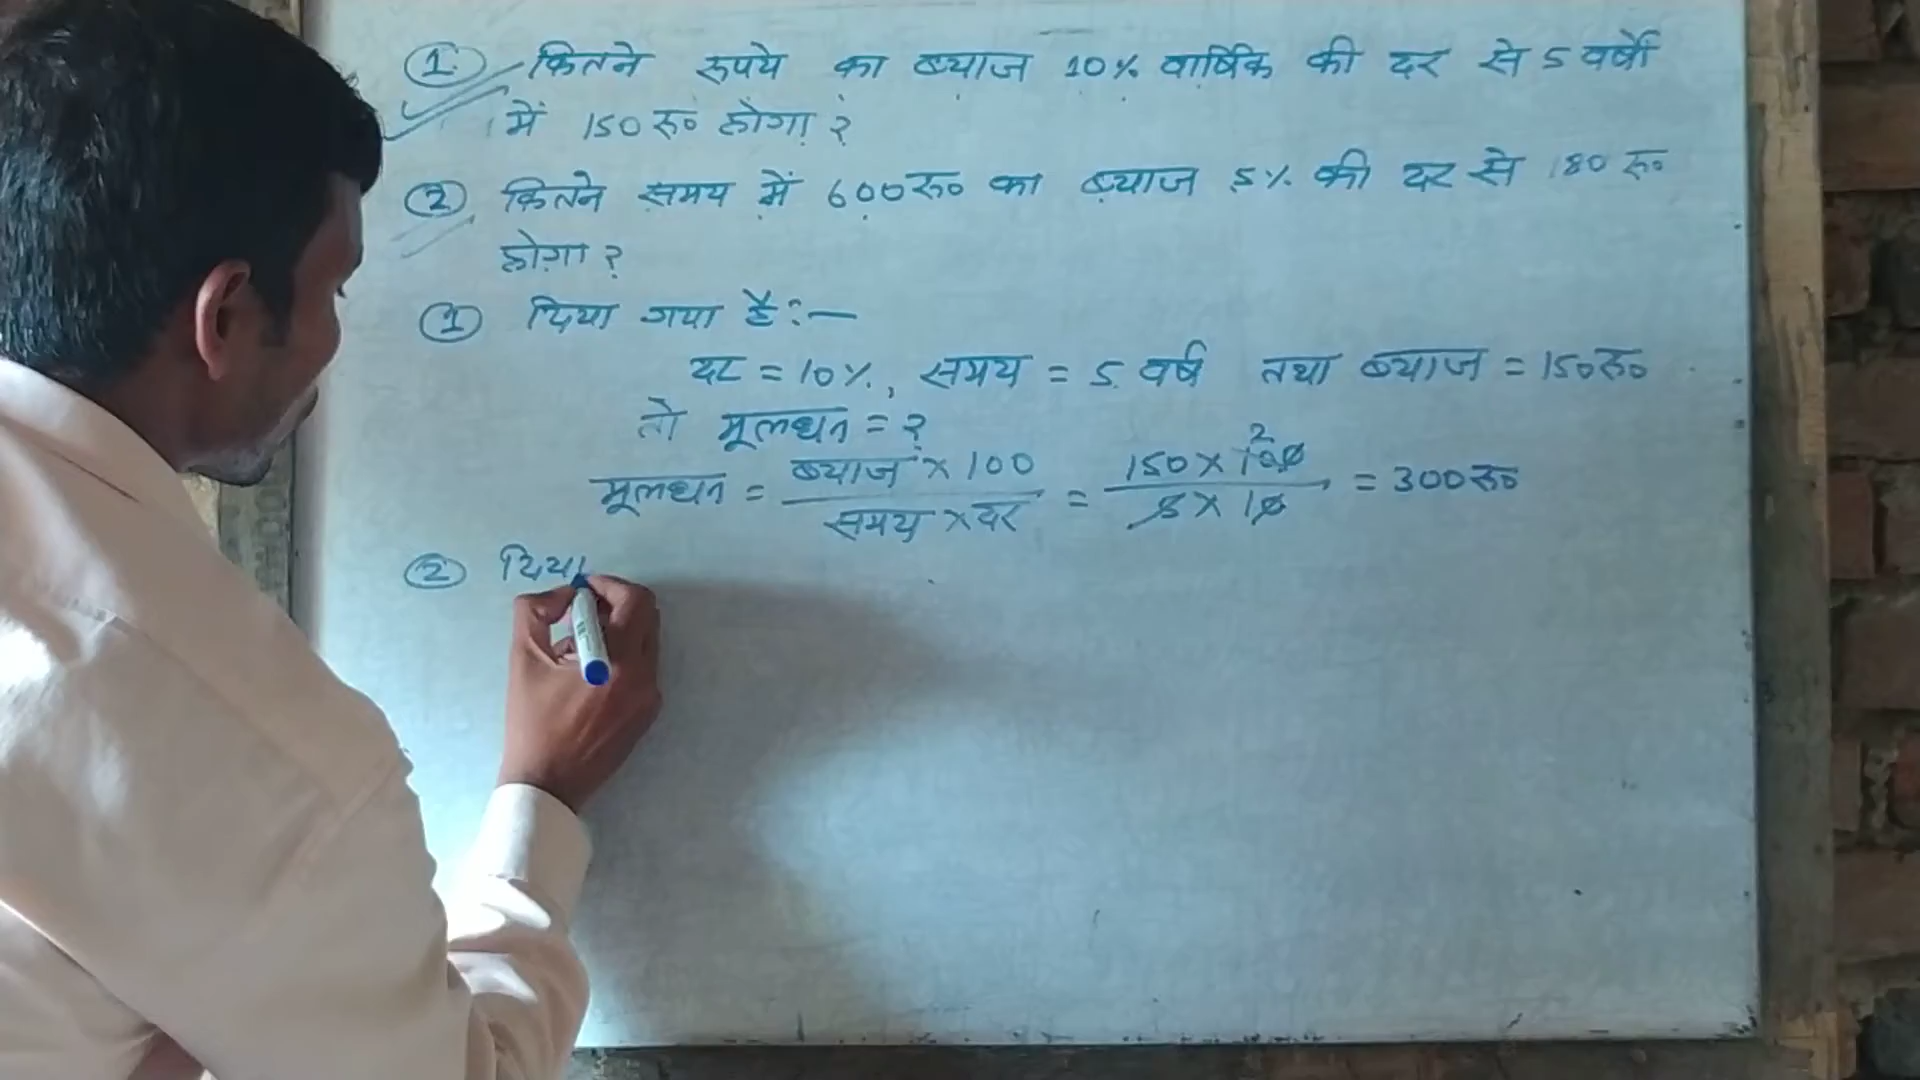 ① कितने रुपये का ब्याज 10% वार्षिक की दर से 5 वर्षो
में 150 रु० होगा ?
② कितने समय में 600 रु० का ब्याज 5% की दर से 180 रु०
होगा ?
① दिया गया है :—
दर = 10%, समय = 5 वर्ष तथा ब्याज = 150 रु०
तो मूलधन = ?
मूलधन = ब्याज × 100 / समय × दर = 150 × 100 2 / 5 × 10 = 300 रु०
② दिया